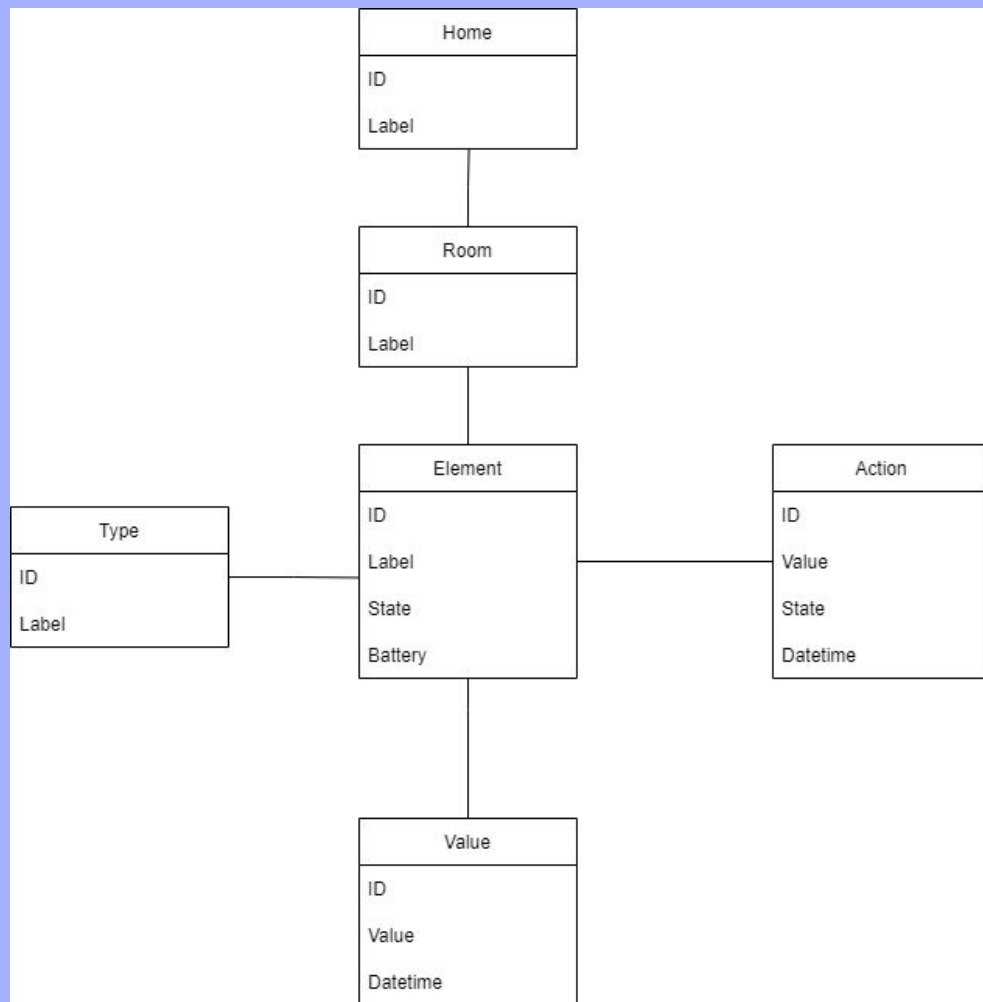 Home
ID
Label
Room
ID
Label
Element
ID
Label
State
Battery
Action
ID
Value
State
Datetime
Type
ID
Label
Value
ID
Value
Datetime